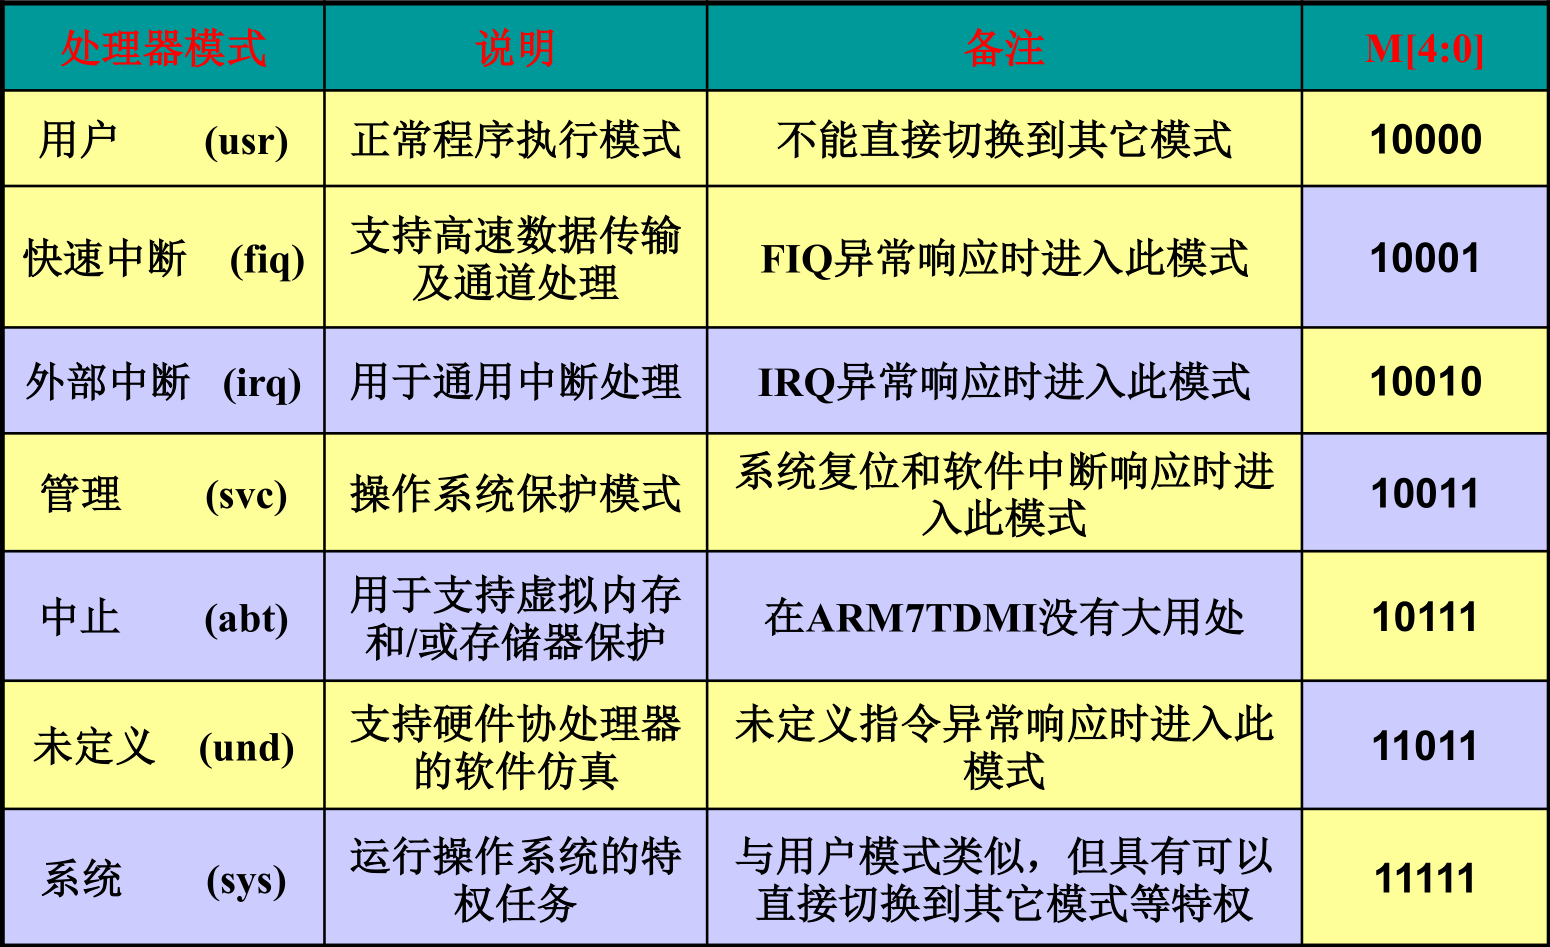 处理器模式 说明 备注 M[4:0]
用户 (usr) 正常程序执行模式 不能直接切换到其它模式 10000
快速中断 (fiq) 支持高速数据传输
及通道处理 FIQ异常响应时进入此模式 10001
外部中断 (irq) 用于通用中断处理 IRQ异常响应时进入此模式 10010
管理 (svc) 操作系统保护模式 系统复位和软件中断响应时进
入此模式 10011
中止 (abt) 用于支持虚拟内存
和/或存储器保护 在ARM7TDMI没有大用处 10111
未定义 (und) 支持硬件协处理器
的软件仿真 未定义指令异常响应时进入此
模式 11011
系统 (sys) 运行操作系统的特
权任务 与用户模式类似，但具有可以
直接切换到其它模式等特权 11111